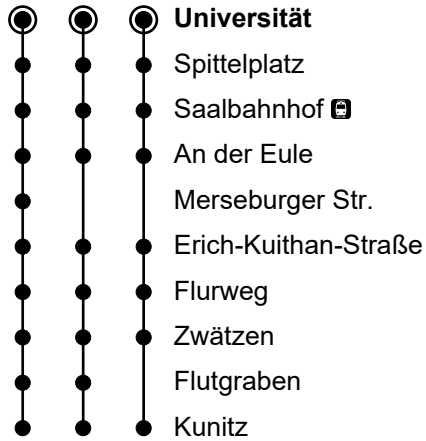 Universität
Spittelplatz
Saalbahnhof
An der Eule
Merseburger Str.
Erich-Kuithan-Straße
Flurweg
Zwätzen
Flutgraben
Kunitz